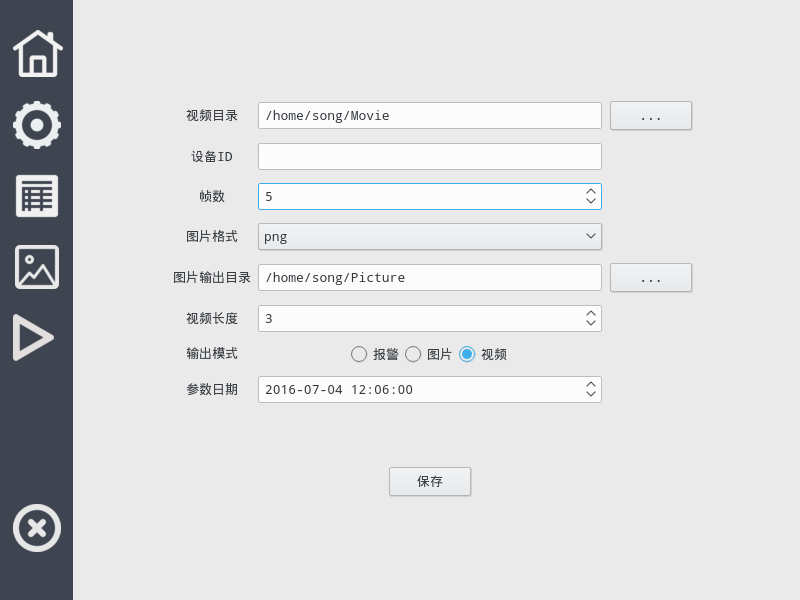 视频目录 /home/song/Movie ...
设备ID
帧数 5
图片格式 png
图片输出目录 /home/song/Picture ...
视频长度 3
输出模式 报警 图片 视频
参数日期 2016-07-04 12:06:00
保存